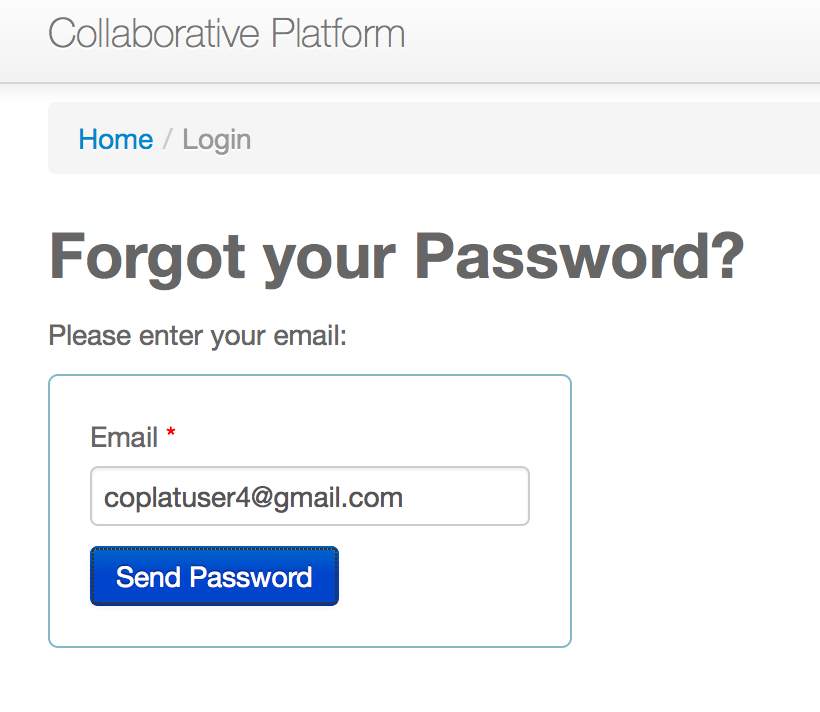 Collaborative Platform
Home / Login
Forgot your Password?
Please enter your email:
Email *
coplatuser4@gmail.com
Send Password